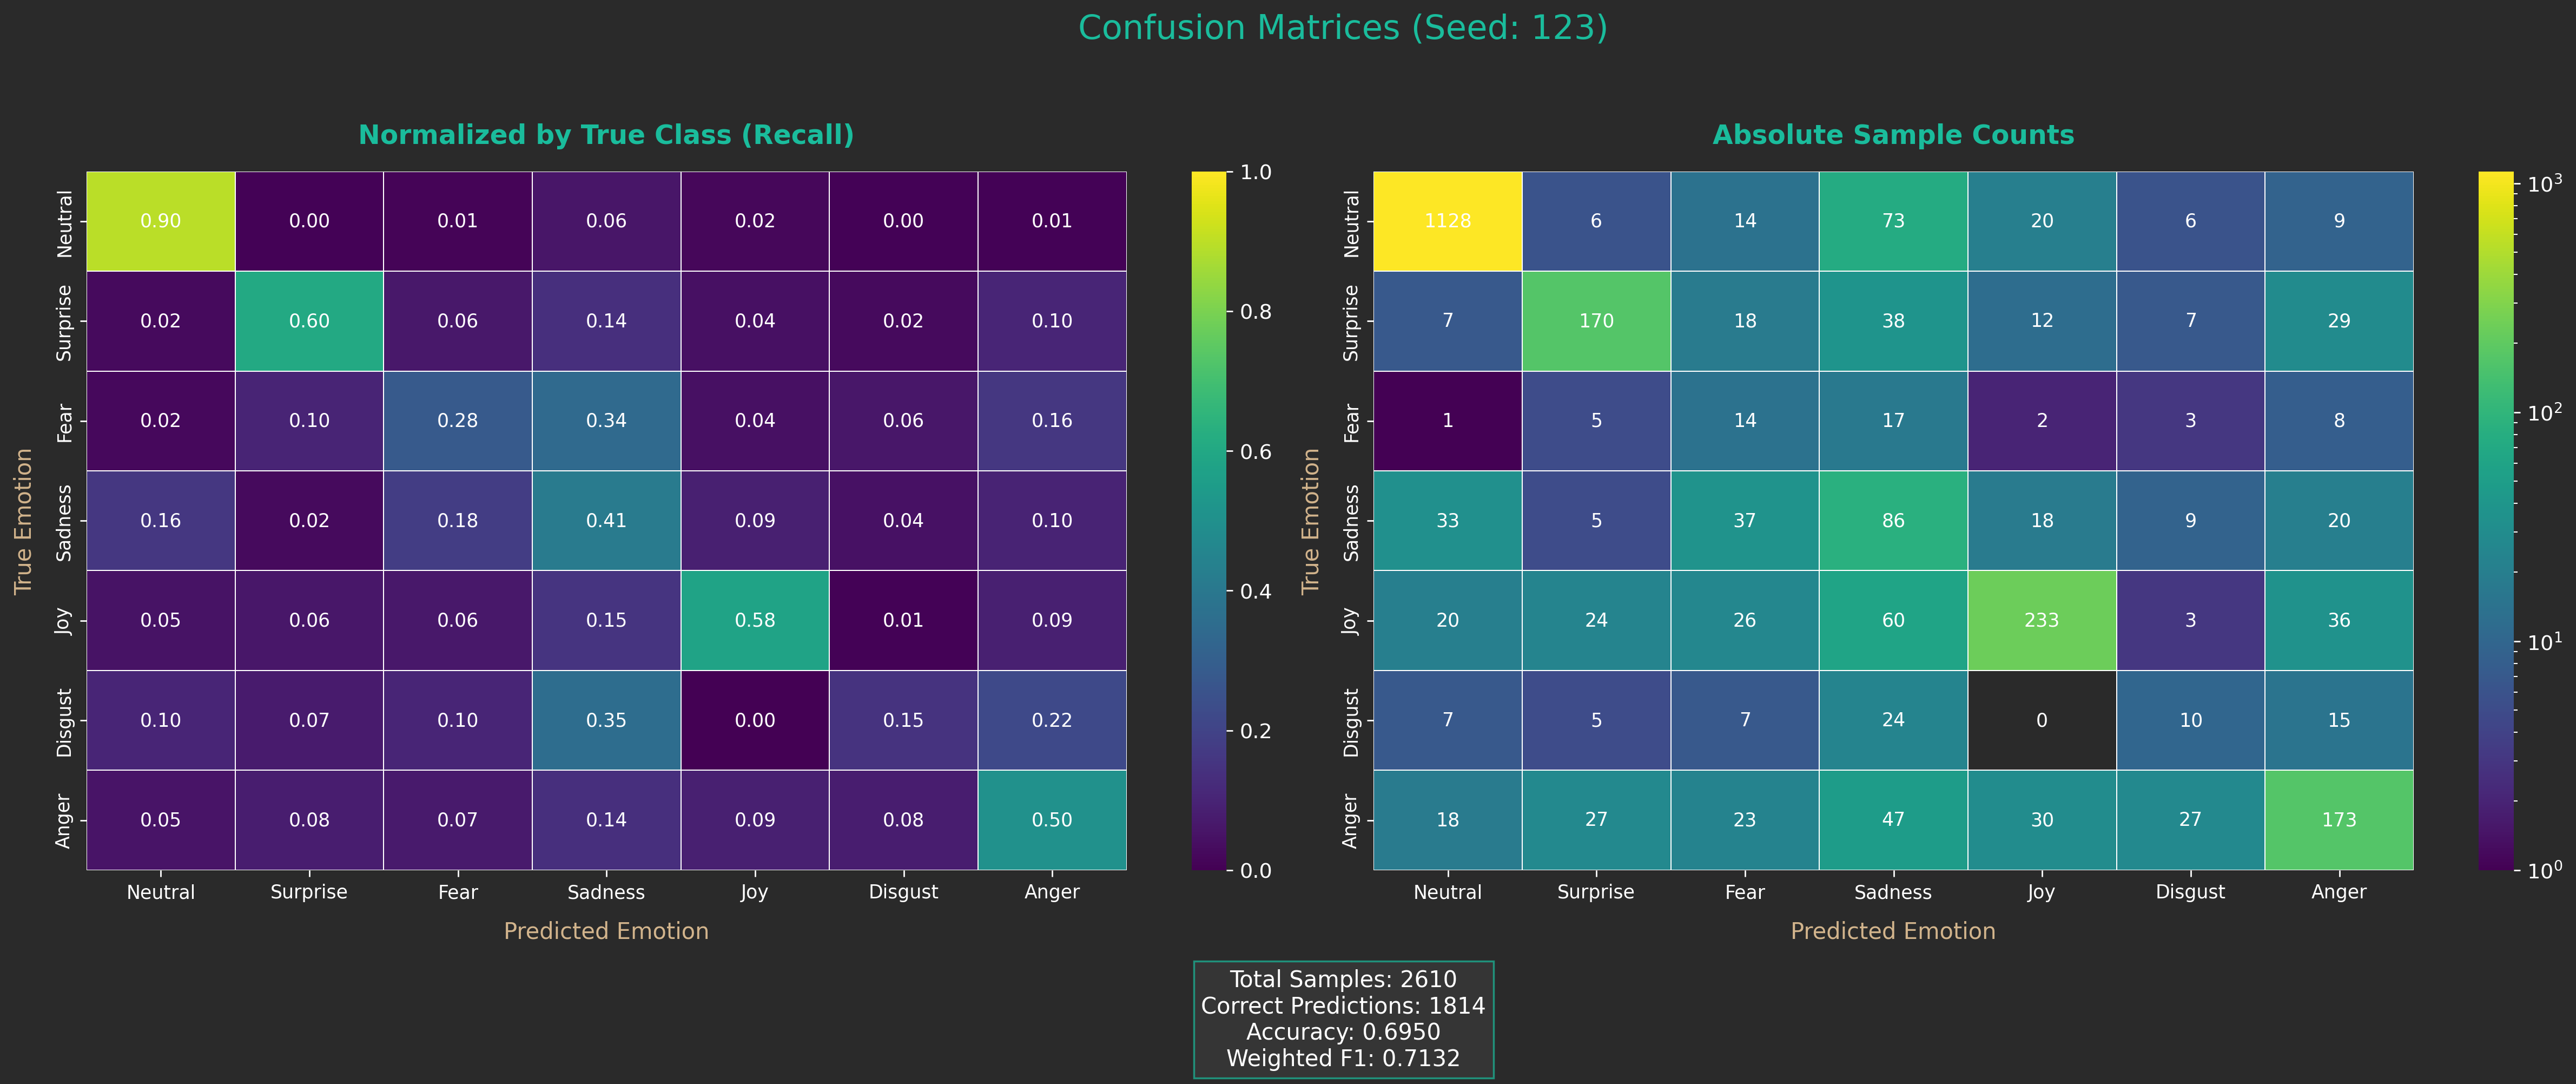 Confusion Matrices (Seed: 123)
Normalized by True Class (Recall)
True Emotion
Neutral 0.90 0.00 0.01 0.06 0.02 0.00 0.01
Surprise 0.02 0.60 0.06 0.14 0.04 0.02 0.10
Fear 0.02 0.10 0.28 0.34 0.04 0.06 0.16
Sadness 0.16 0.02 0.18 0.41 0.09 0.04 0.10
Joy 0.05 0.06 0.06 0.15 0.58 0.01 0.09
Disgust 0.10 0.07 0.10 0.35 0.00 0.15 0.22
Anger 0.05 0.08 0.07 0.14 0.09 0.08 0.50
Neutral Surprise Fear Sadness Joy Disgust Anger
Predicted Emotion
1.0
0.8
0.6
0.4
0.2
0.0
Absolute Sample Counts
True Emotion
Neutral 1128 6 14 73 20 6 9
Surprise 7 170 18 38 12 7 29
Fear 1 5 14 17 2 3 8
Sadness 33 5 37 86 18 9 20
Joy 20 24 26 60 233 3 36
Disgust 7 5 7 24 0 10 15
Anger 18 27 23 47 30 27 173
Neutral Surprise Fear Sadness Joy Disgust Anger
Predicted Emotion
10³
10²
10¹
10⁰
Total Samples: 2610
Correct Predictions: 1814
Accuracy: 0.6950
Weighted F1: 0.7132